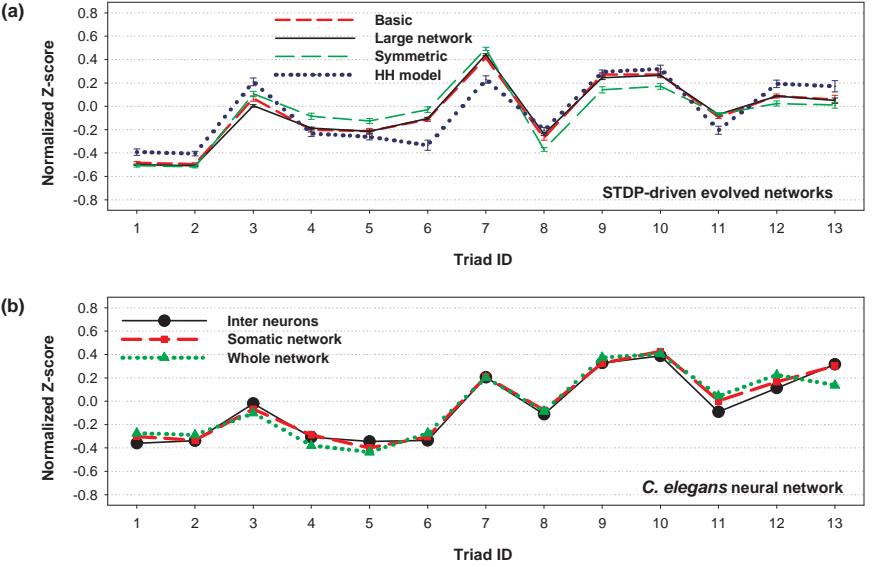 (a)
Normalized Z-score
0.8
0.6
0.4
0.2
0.0
-0.2
-0.4
-0.6
-0.8
Basic
Large network
Symmetric
HH model
STDP-driven evolved networks
1 2 3 4 5 6 7 8 9 10 11 12 13
Triad ID
(b)
Normalized Z-score
0.8
0.6
0.4
0.2
0.0
-0.2
-0.4
-0.6
-0.8
Inter neurons
Somatic network
Whole network
C. elegans neural network
1 2 3 4 5 6 7 8 9 10 11 12 13
Triad ID